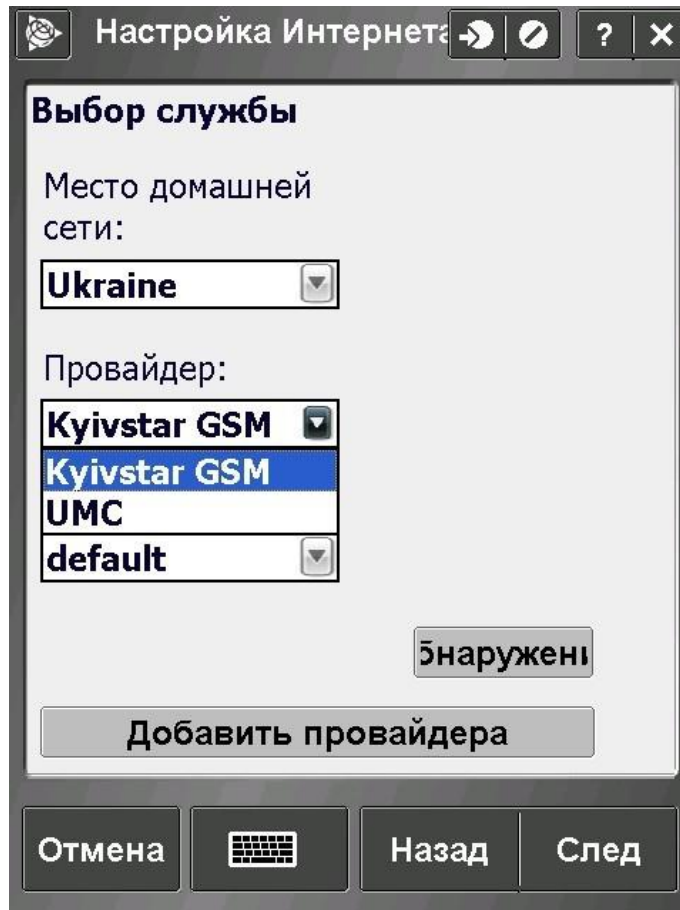 Настройка Интернета
?
Выбор службы
Место домашней
сети:
Ukraine
Провайдер:
Kyivstar GSM
Kyivstar GSM
UMC
default
бнаружени
Добавить провайдера
Отмена
Назад
След